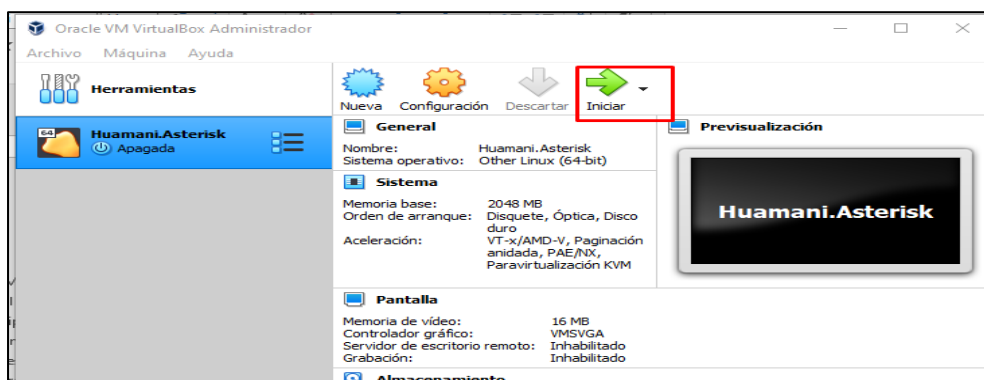 Oracle VM VirtualBox Administrador
Archivo Máquina Ayuda
Herramientas
Nueva Configuración Descartar Iniciar
64
Huamani.Asterisk
Apagada
General
Nombre: Huamani.Asterisk
Sistema operativo: Other Linux (64-bit)
Previsualización
Huamani.Asterisk
Sistema
Memoria base: 2048 MB
Orden de arranque: Disquete, Óptica, Disco
duro
Aceleración: VT-x/AMD-V, Paginación
anidada, PAE/NX,
Paravirtualización KVM
Pantalla
Memoria de vídeo: 16 MB
Controlador gráfico: VMSVGA
Servidor de escritorio remoto: Inhabilitado
Grabación: Inhabilitado
Almacenamiento